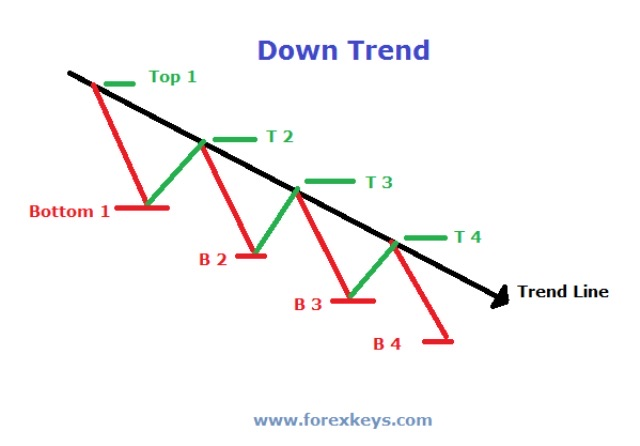 Down Trend
Top 1
T 2
T 3
Bottom 1
T 4
B 2
Trend Line
B 3
B 4
www.forexkeys.com